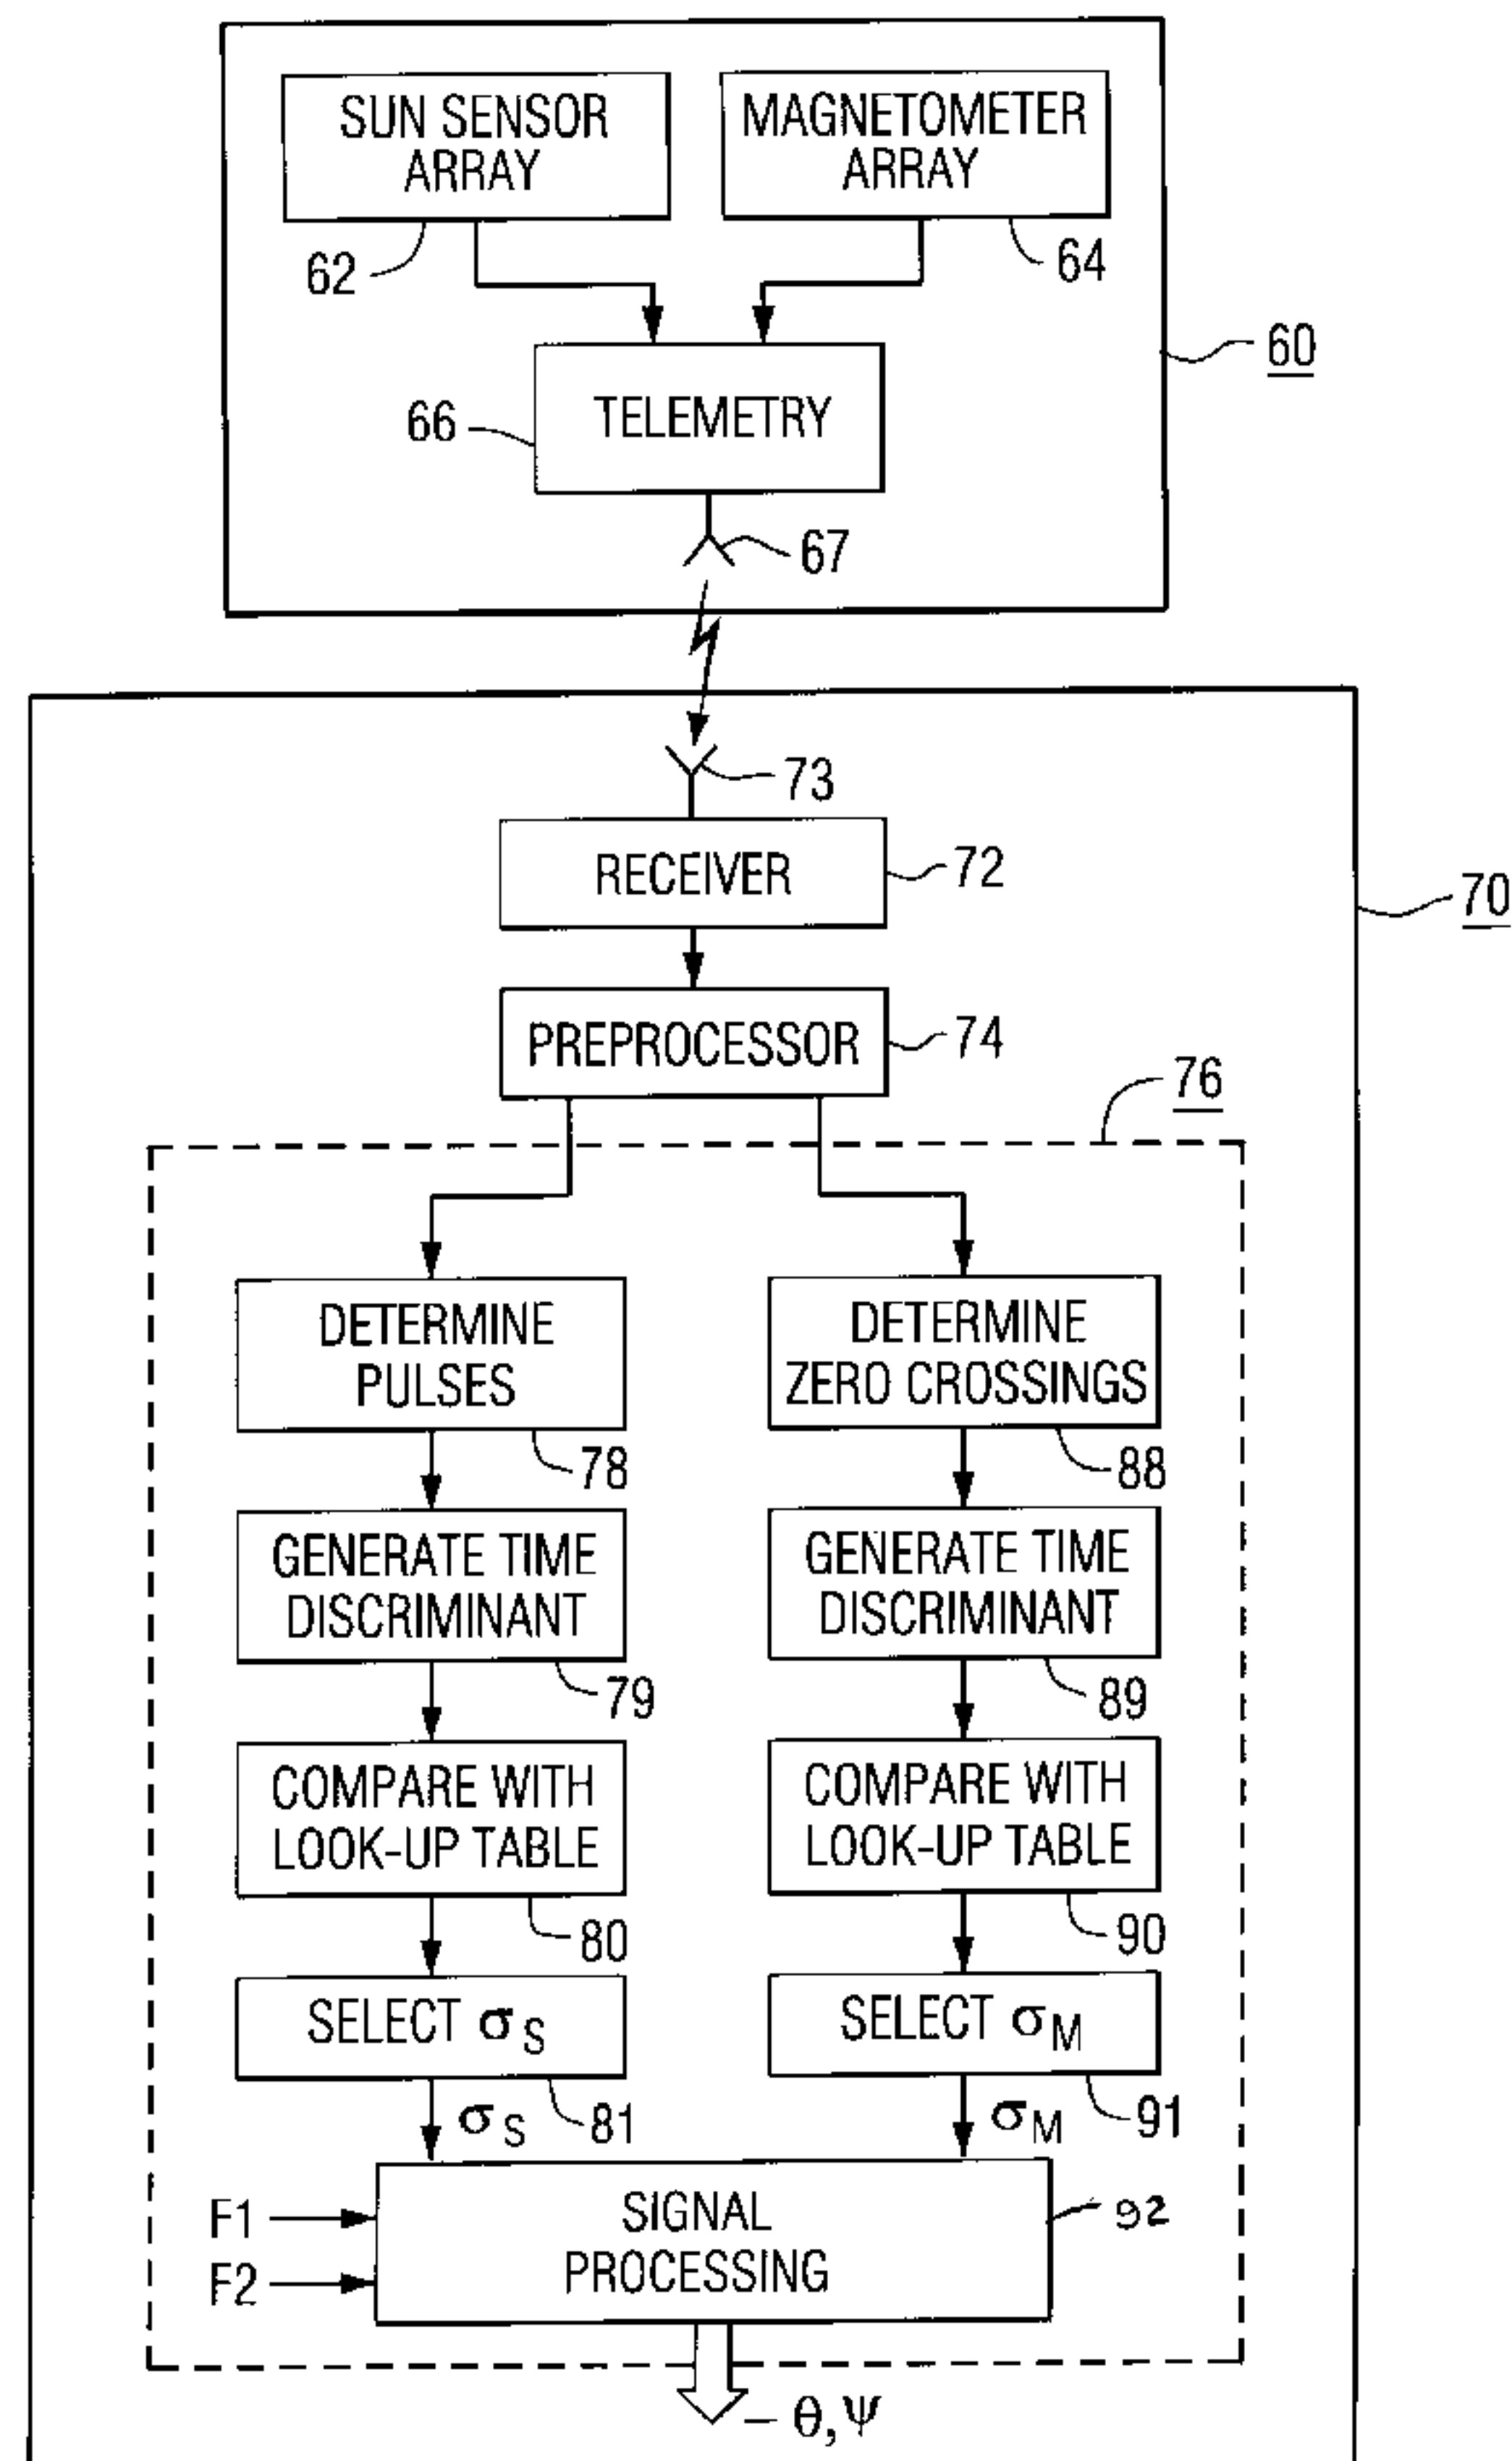 SUN SENSOR
ARRAY
MAGNETOMETER
ARRAY
62
64
60
TELEMETRY
66
67
73
RECEIVER
72
70
PREPROCESSOR
74
76
DETERMINE
PULSES
DETERMINE
ZERO CROSSINGS
78
88
GENERATE TIME
DISCRIMINANT
GENERATE TIME
DISCRIMINANT
79
89
COMPARE WITH
LOOK-UP TABLE
COMPARE WITH
LOOK-UP TABLE
80
90
SELECT σS
SELECT σM
σS
81
σM
91
F1
F2
SIGNAL
PROCESSING
92
θ, ψ